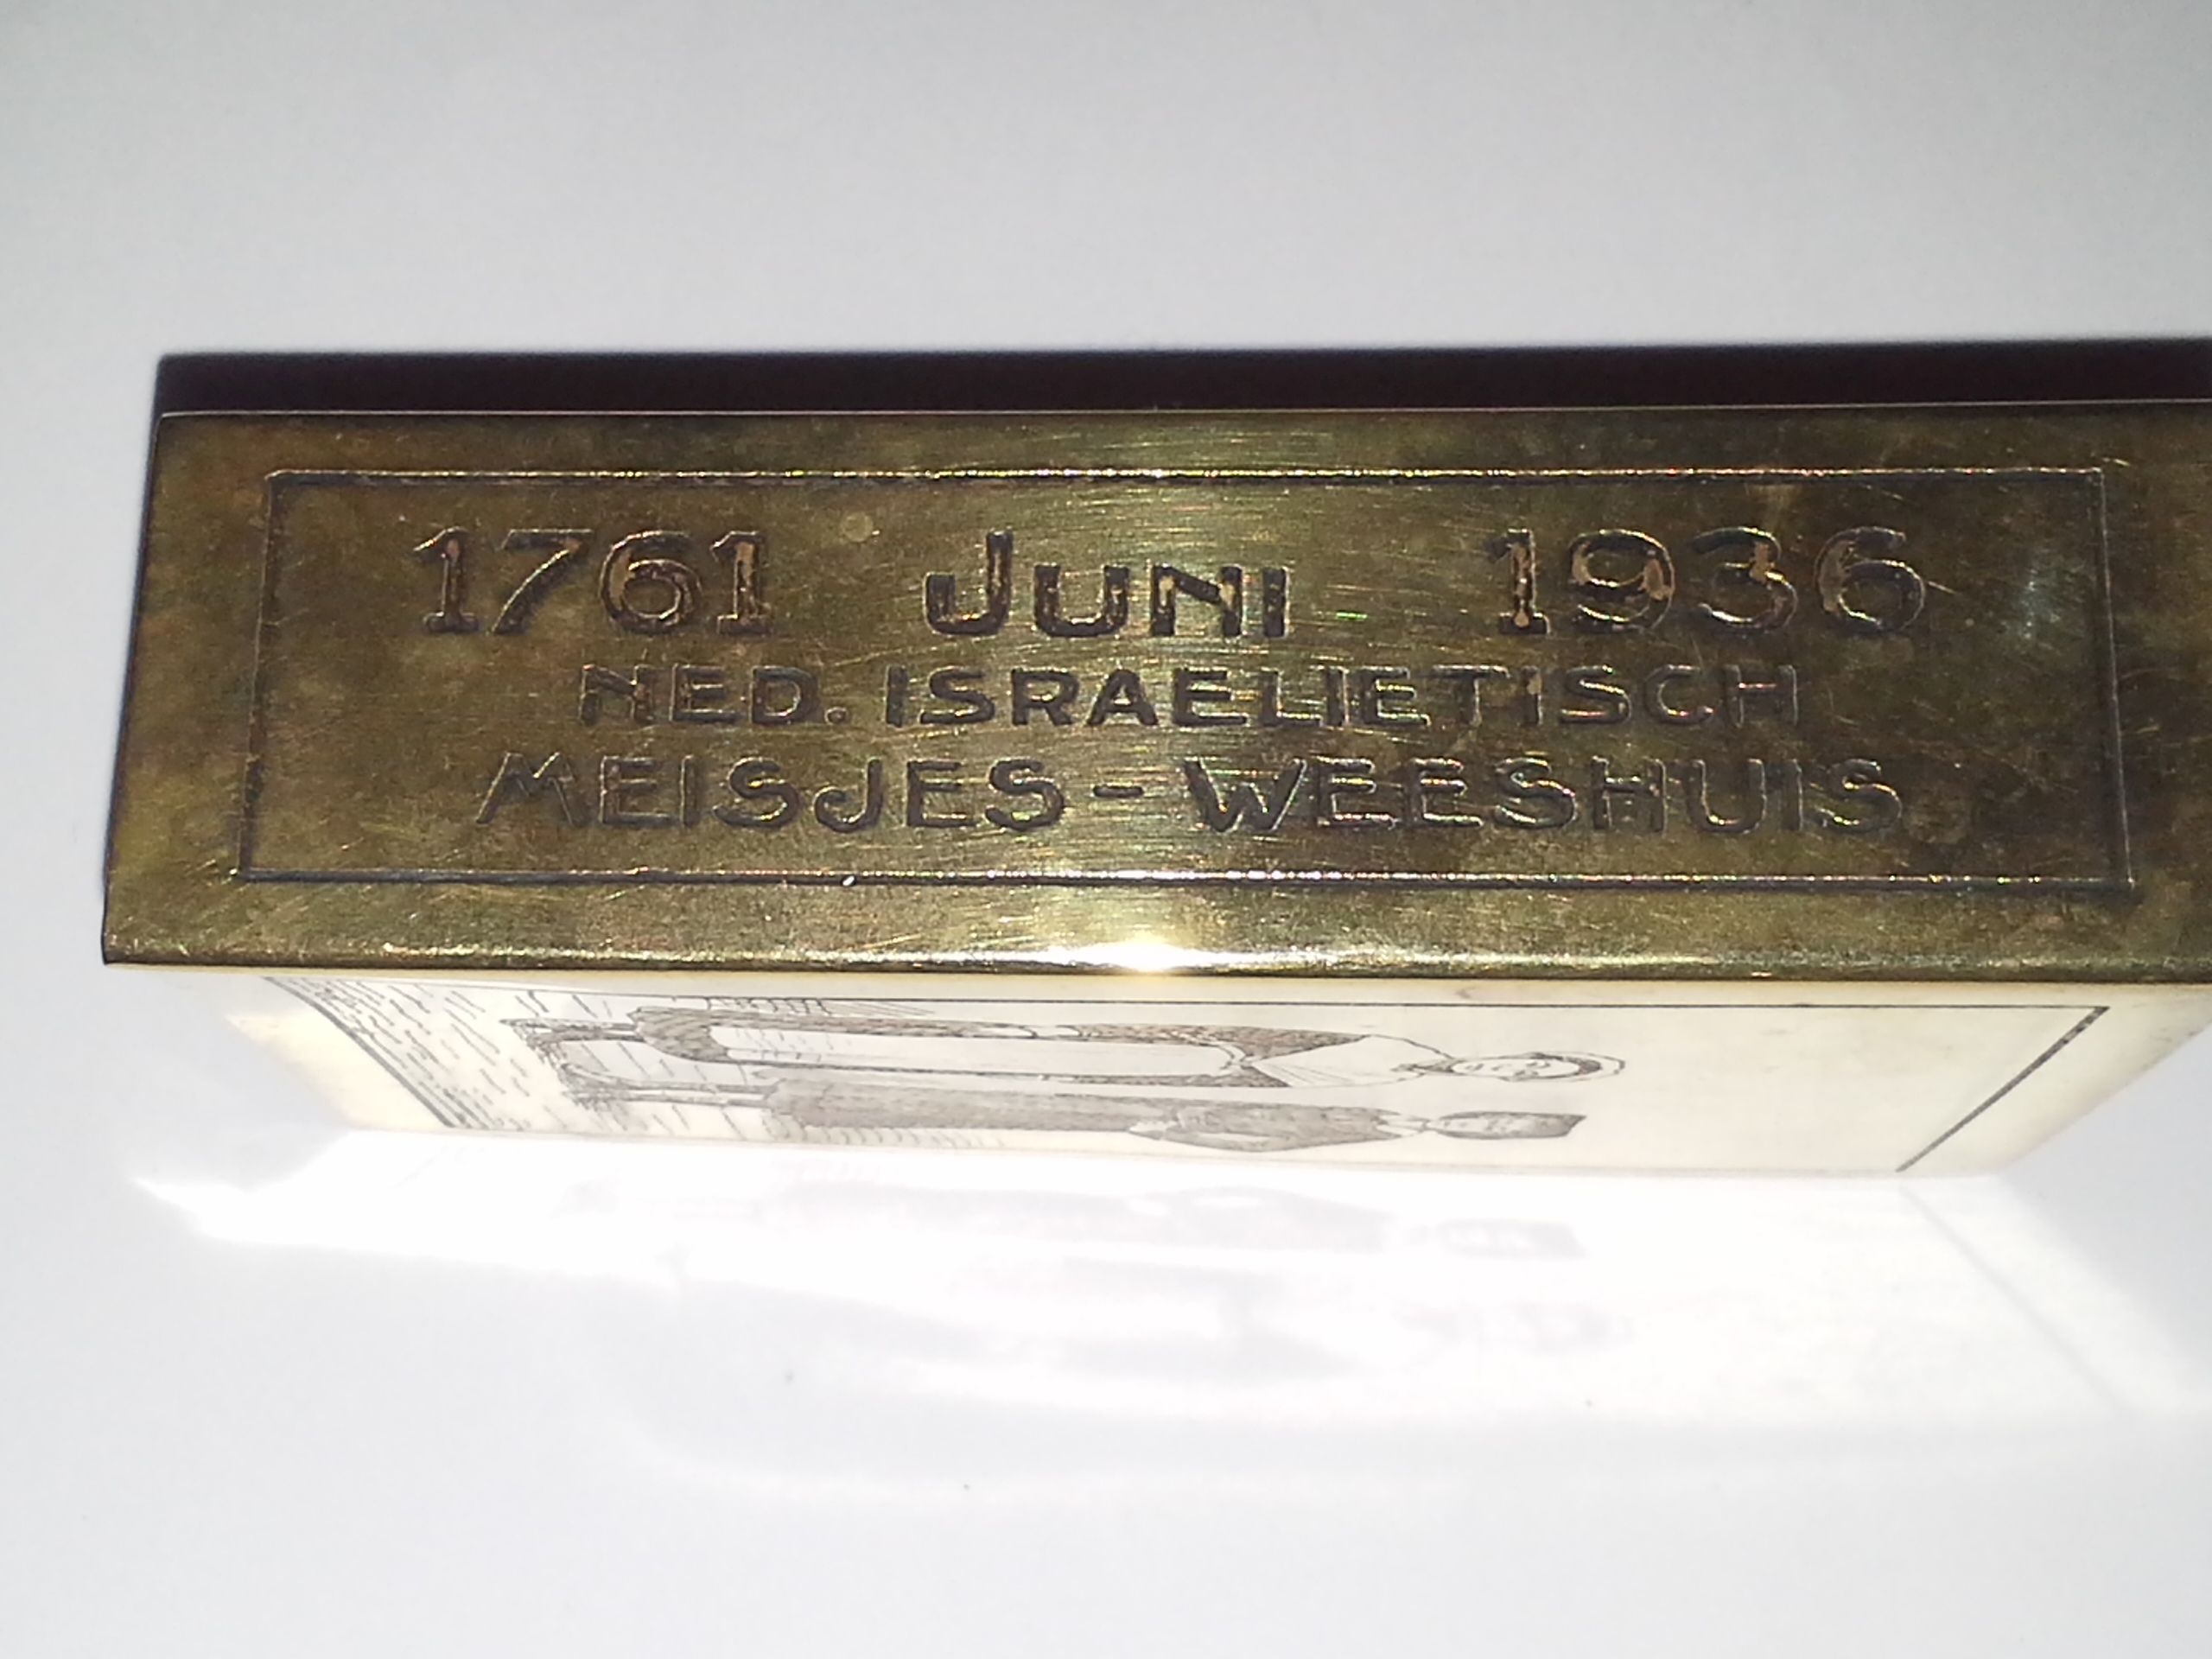 1761 JUNI 1936
NED. ISRAELIETISCH
MEISJES-WEESHUIS